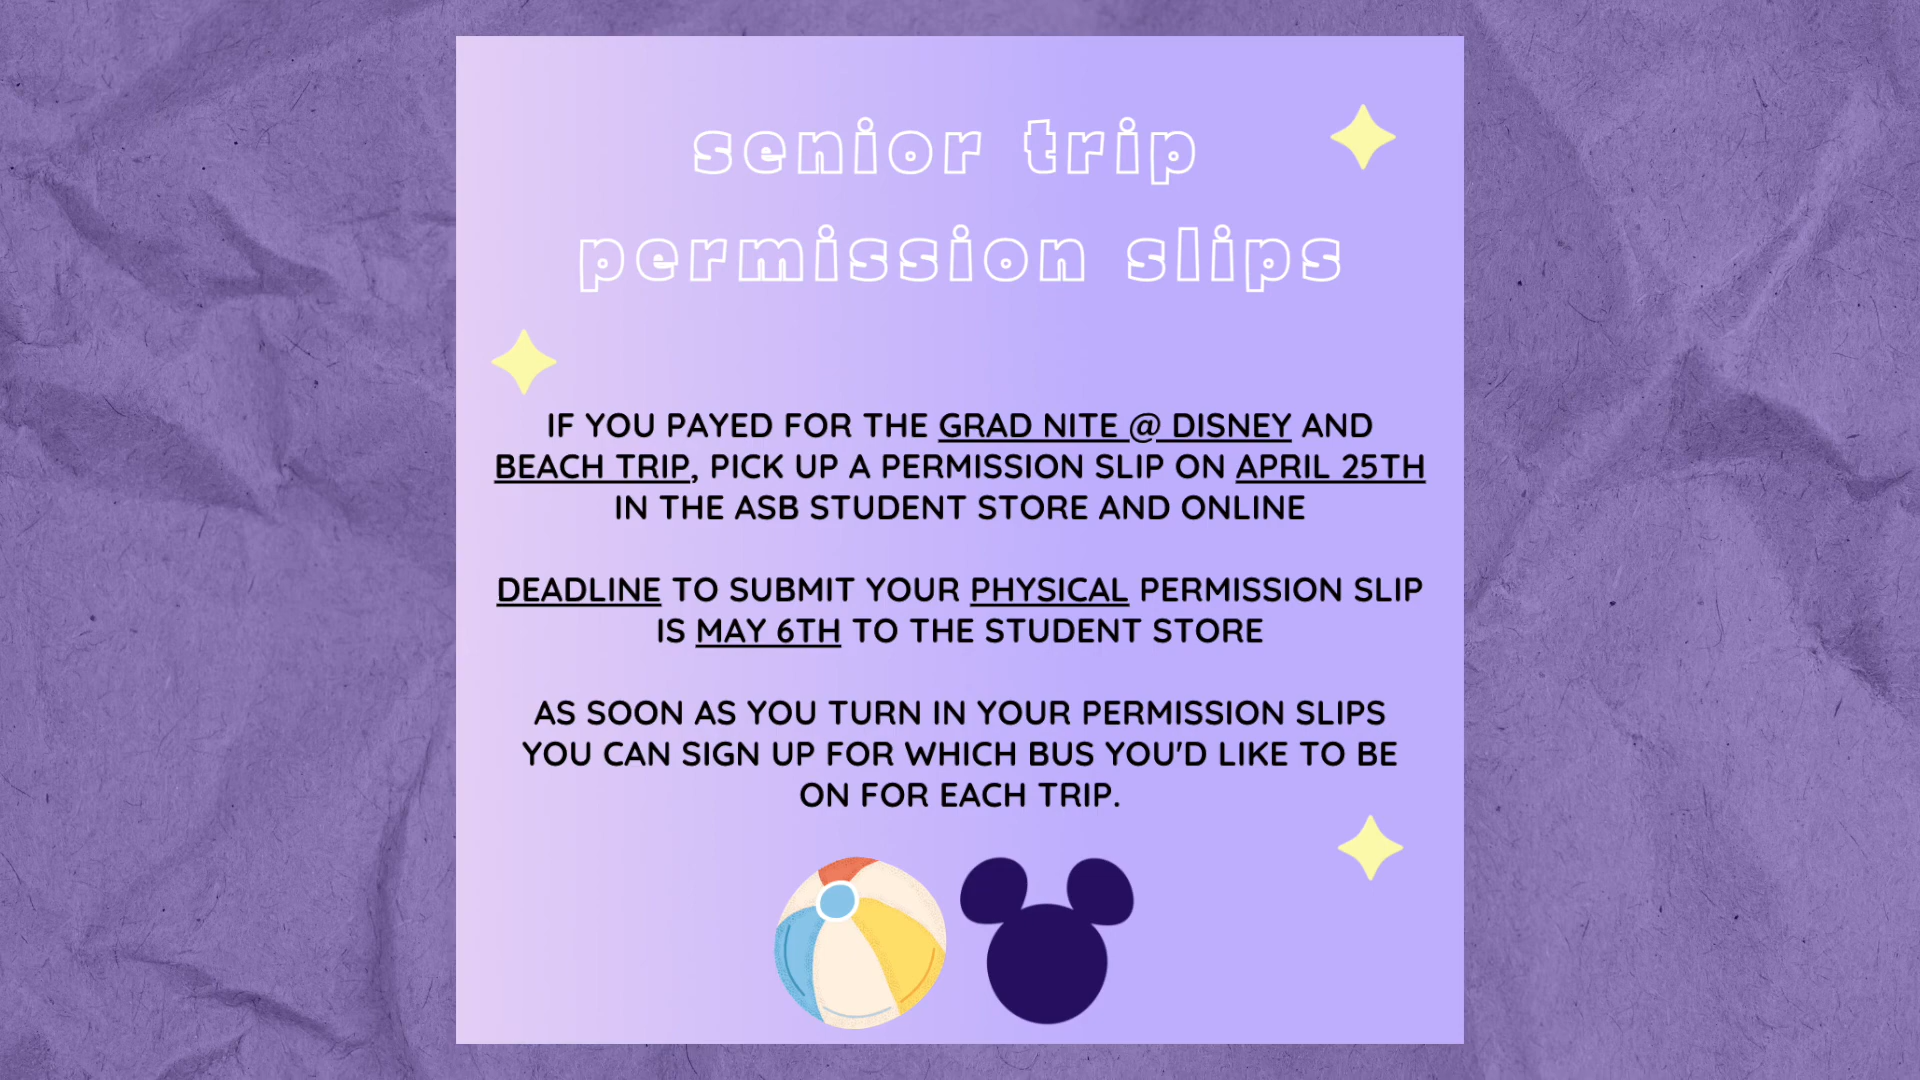 senior trip
permission slips
IF YOU PAYED FOR THE GRAD NITE @ DISNEY AND
BEACH TRIP, PICK UP A PERMISSION SLIP ON APRIL 25TH
IN THE ASB STUDENT STORE AND ONLINE
DEADLINE TO SUBMIT YOUR PHYSICAL PERMISSION SLIP
IS MAY 6TH TO THE STUDENT STORE
AS SOON AS YOU TURN IN YOUR PERMISSION SLIPS
YOU CAN SIGN UP FOR WHICH BUS YOU'D LIKE TO BE
ON FOR EACH TRIP.